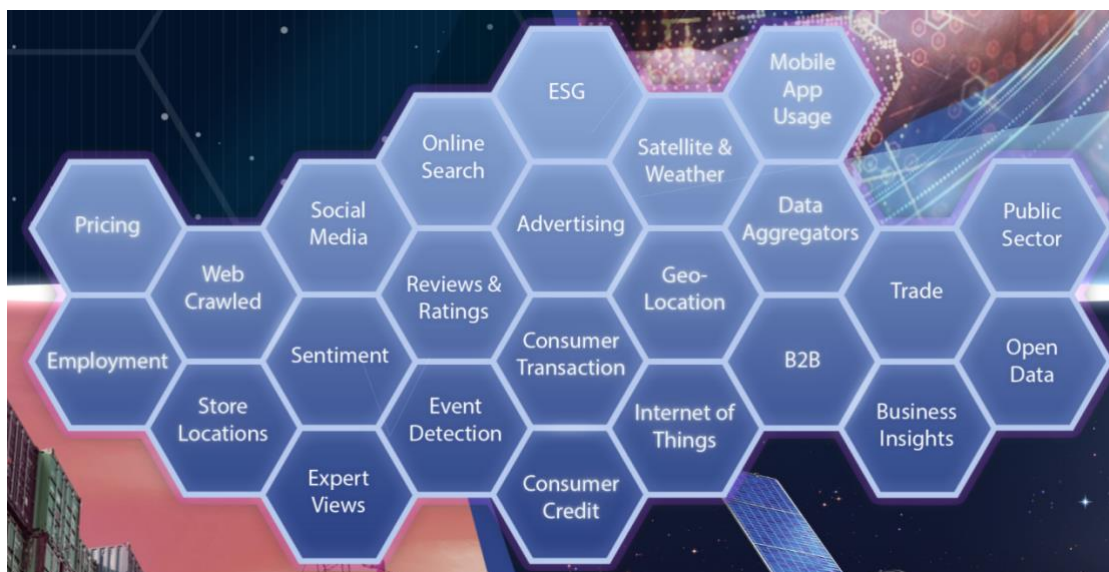 ESG
Mobile
App
Usage
Online
Search
Satellite &
Weather
Pricing
Social
Media
Advertising
Data
Aggregators
Public
Sector
Web
Crawled
Reviews &
Ratings
Geo-
Location
Trade
Employment
Sentiment
Consumer
Transaction
B2B
Open
Data
Store
Locations
Event
Detection
Internet of
Things
Business
Insights
Expert
Views
Consumer
Credit